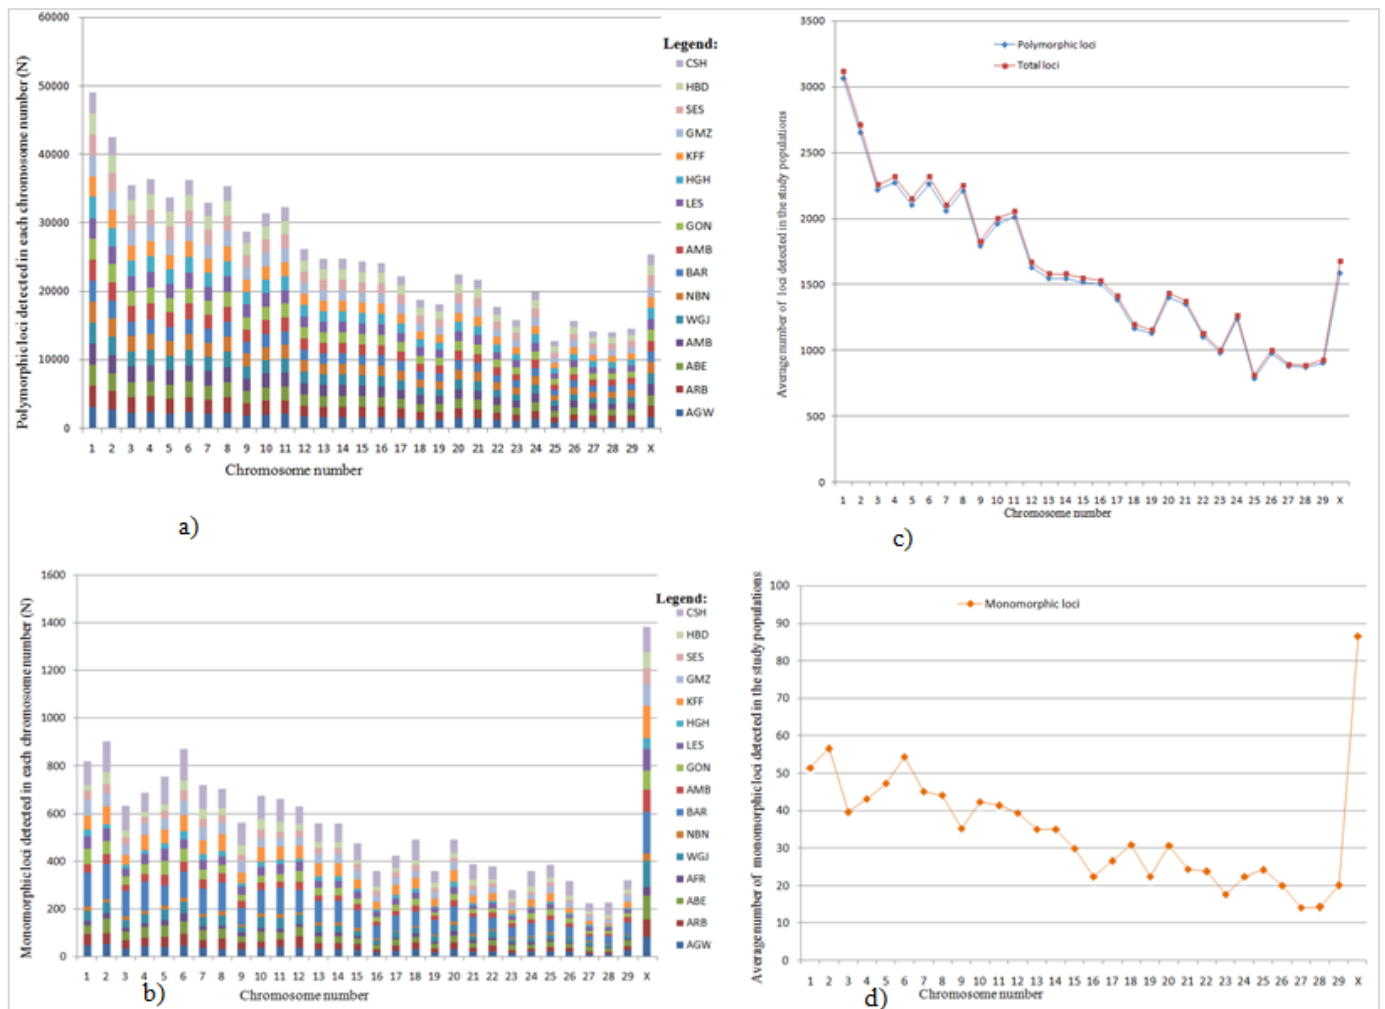 60000
50000
40000
30000
20000
10000
0
Polymorphic loci detected in each chromosome number (N)
1 2 3 4 5 6 7 8 9 10 11 12 13 14 15 16 17 18 19 20 21 22 23 24 25 26 27 28 29 X
Chromosome number
Legend:
CSH
HBD
SES
GMZ
KFF
HGH
LES
GON
AMB
BAR
NBN
WGJ
AMB
ABE
ARB
AGW
a)
3500
3000
2500
2000
1500
1000
500
0
Average number of loci detected in the study populations
Polymorphic loci
Total loci
1 2 3 4 5 6 7 8 9 10 11 12 13 14 15 16 17 18 19 20 21 22 23 24 25 26 27 28 29 X
Chromosome number
c)
1600
1400
1200
1000
800
600
400
200
0
Monomorphic loci detected in each chromosome number (N)
1 2 3 4 5 6 7 8 9 10 11 12 13 14 15 16 17 18 19 20 21 22 23 24 25 26 27 28 29 X
Chromosome number
Legend:
CSH
HBD
SES
GMZ
KFF
HGH
LES
GON
AMB
BAR
NBN
WGJ
AFR
ABE
ARB
AGW
b)
100
90
80
70
60
50
40
30
20
10
0
Average number of monomorphic loci detected in the study populations
Monomorphic loci
1 2 3 4 5 6 7 8 9 10 11 12 13 14 15 16 17 18 19 20 21 22 23 24 25 26 27 28 29 X
Chromosome number
d)